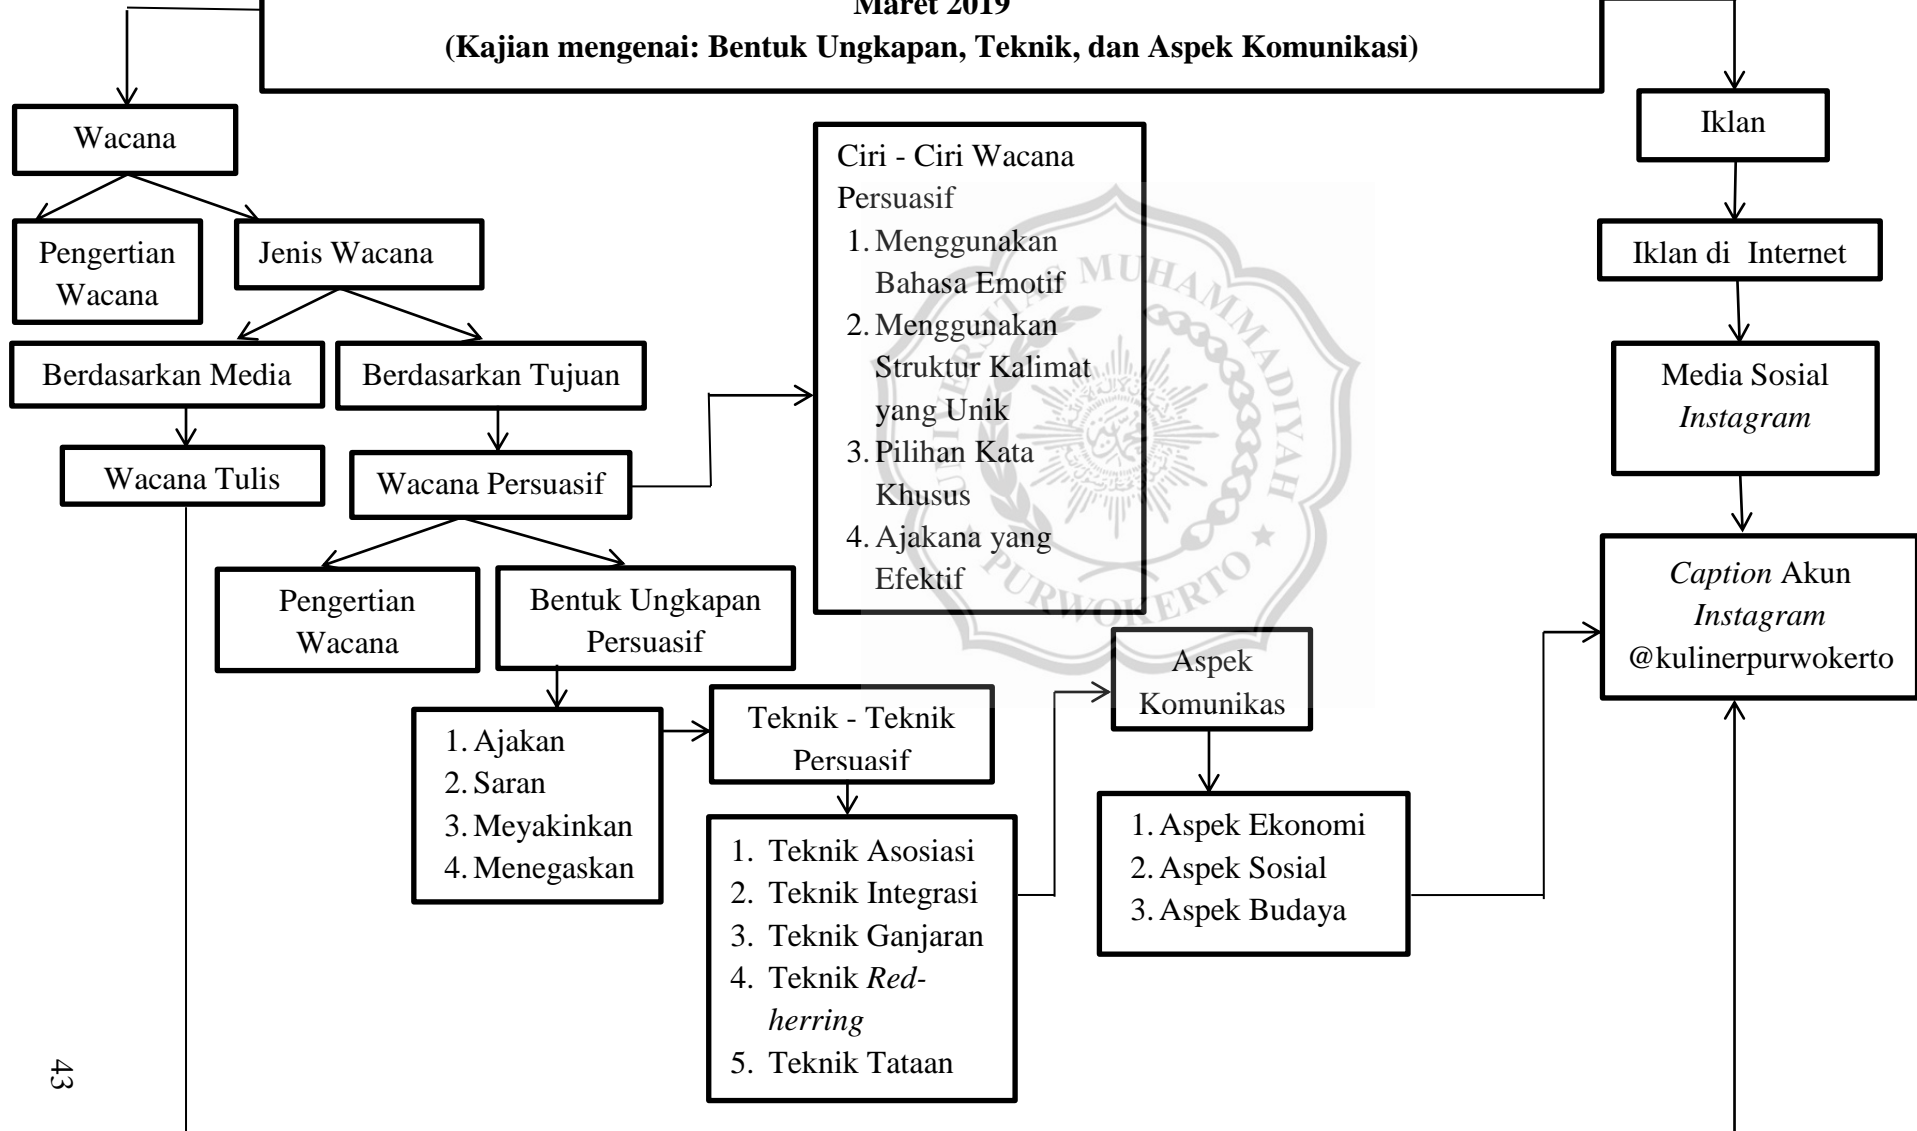 Maret 2019
(Kajian mengenai: Bentuk Ungkapan, Teknik, dan Aspek Komunikasi)
Wacana
Pengertian
Wacana
Jenis Wacana
Berdasarkan Media
Berdasarkan Tujuan
Wacana Tulis
Wacana Persuasif
Pengertian
Wacana
Bentuk Ungkapan
Persuasif
1. Ajakan
2. Saran
3. Meyakinkan
4. Menegaskan
Teknik - Teknik
Persuasif
1. Teknik Asosiasi
2. Teknik Integrasi
3. Teknik Ganjaran
4. Teknik Red-
herring
5. Teknik Tataan
Ciri - Ciri Wacana
Persuasif
1. Menggunakan
Bahasa Emotif
2. Menggunakan
Struktur Kalimat
yang Unik
3. Pilihan Kata
Khusus
4. Ajakana yang
Efektif
Aspek
Komunikas
1. Aspek Ekonomi
2. Aspek Sosial
3. Aspek Budaya
Iklan
Iklan di  Internet
Media Sosial
Instagram
Caption Akun
Instagram
@kulinerpurwokerto
UNIVERSITAS MUHAMMADIYAH
PURWOKERTO
43